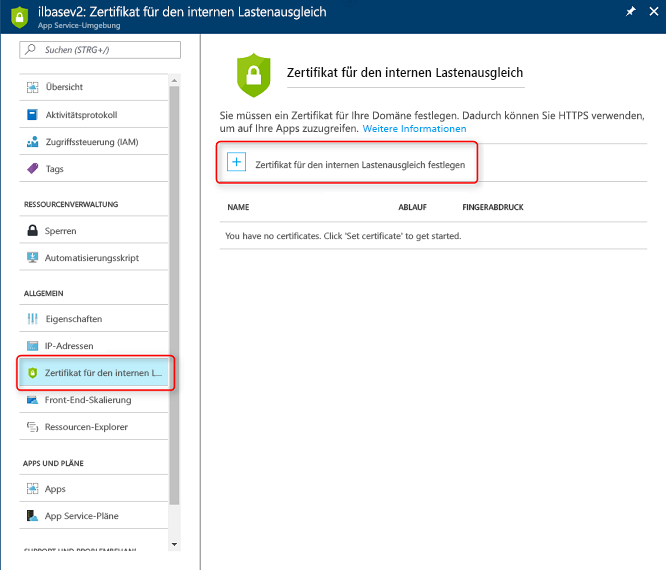 ilbasev2: Zertifikat für den internen Lastenausgleich
App Service-Umgebung
Suchen (STRG+/)
Übersicht
Aktivitätsprotokoll
Zugriffssteuerung (IAM)
Tags
RESSOURCENVERWALTUNG
Sperren
Automatisierungsskript
ALLGEMEIN
Eigenschaften
IP-Adressen
Zertifikat für den internen L...
Front-End-Skalierung
Ressourcen-Explorer
APPS UND PLÄNE
Apps
App Service-Pläne
SUPPORT UND PROBLEMBEHANI
Zertifikat für den internen Lastenausgleich
Sie müssen ein Zertifikat für Ihre Domäne festlegen. Dadurch können Sie HTTPS verwenden,
um auf Ihre Apps zuzugreifen. Weitere Informationen
Zertifikat für den internen Lastenausgleich festlegen
NAME ABLAUF FINGERABDRUCK
You have no certificates. Click 'Set certificate' to get started.